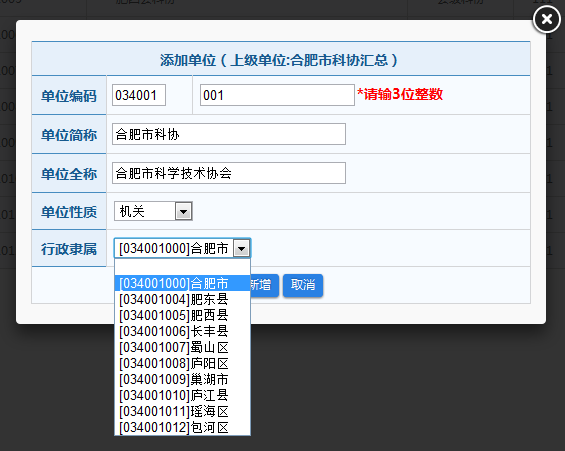 添加单位（上级单位:合肥市科协汇总）
单位编码 034001 001 *请输3位整数
单位简称 合肥市科协
单位全称 合肥市科学技术协会
单位性质 机关
行政隶属 [034001000]合肥市
[034001000]合肥市
新增 取消
[034001004]肥东县
[034001005]肥西县
[034001006]长丰县
[034001007]蜀山区
[034001008]庐阳区
[034001009]巢湖市
[034001010]庐江县
[034001011]瑶海区
[034001012]包河区